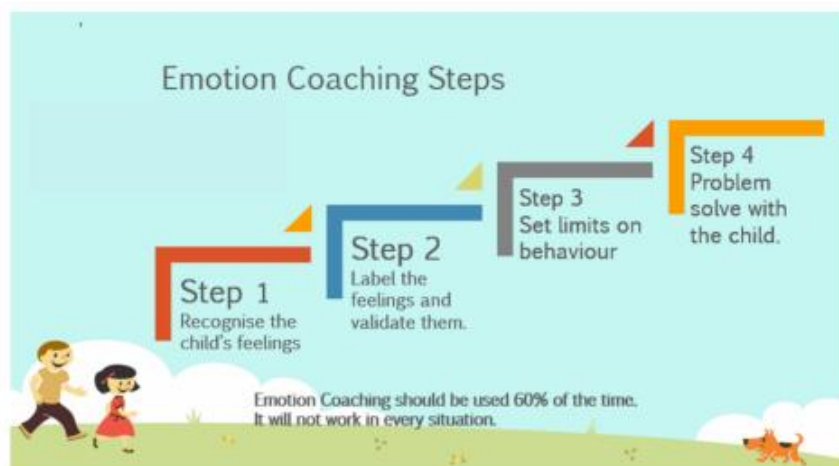 Emotion Coaching Steps
Step 1
Recognise the
child's feelings
Step 2
Label the
feelings and
validate them.
Step 3
Set limits on
behaviour
Step 4
Problem
solve with
the child.
Emotion Coaching should be used 60% of the time.
It will not work in every situation.